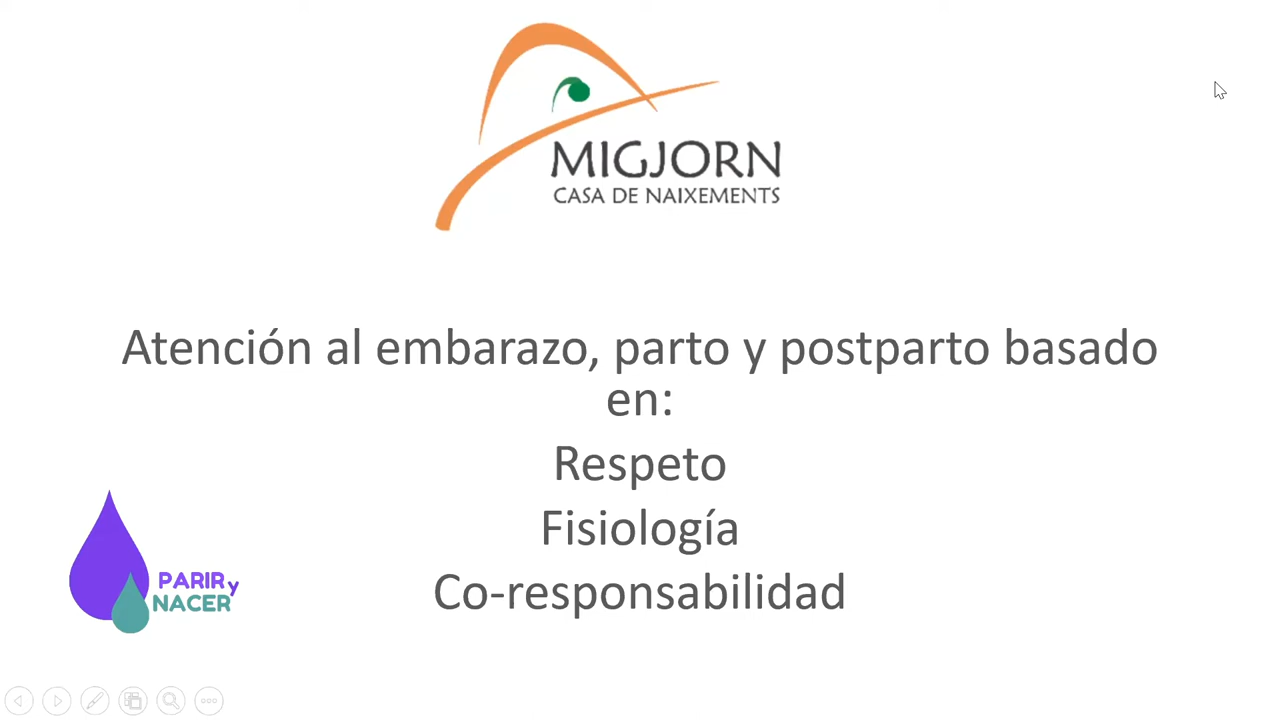 MIGJORN
CASA DE NAIXEMENTS
Atención al embarazo, parto y postparto basado
en:
Respeto
Fisiología
Co-responsabilidad
PARIR y
NACER